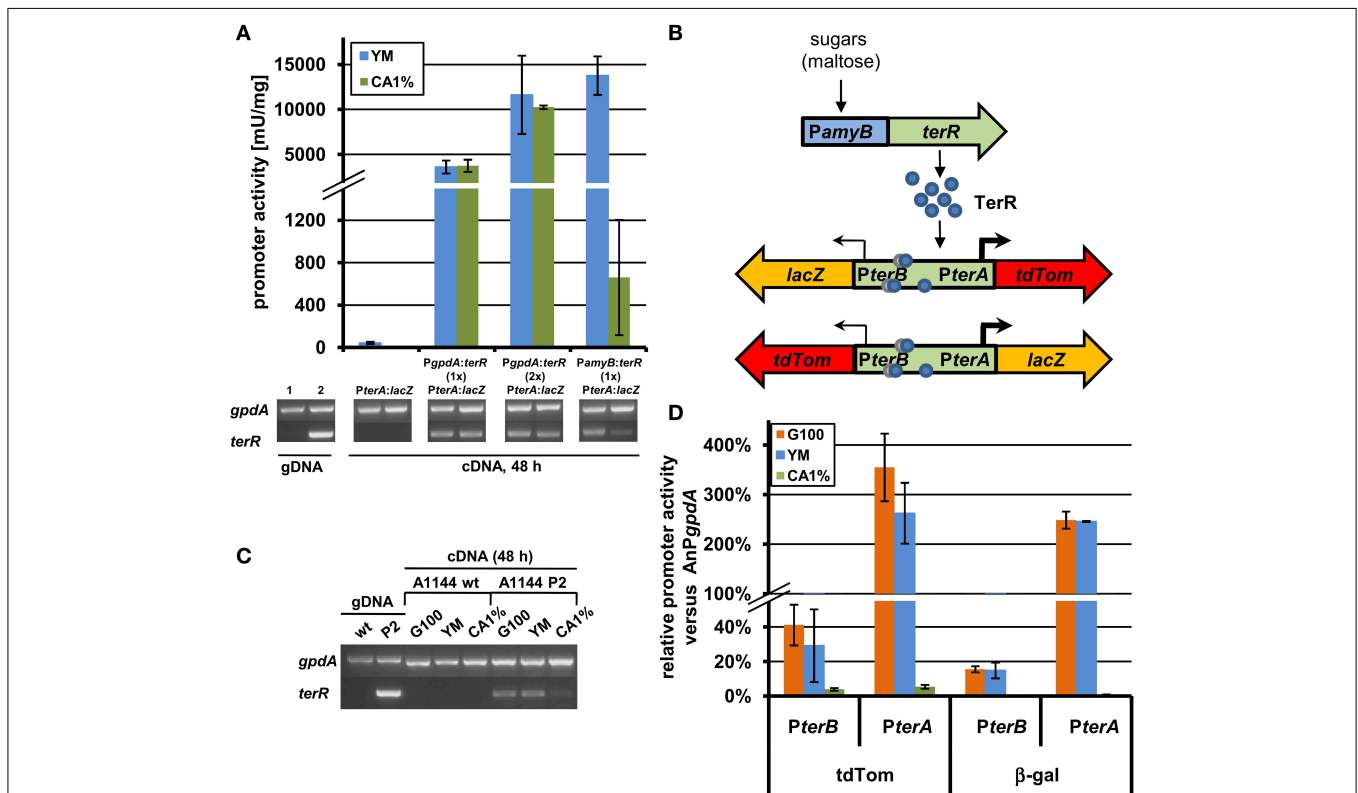 A
YM
CA1%
promoter activity [mU/mg]
15000
10000
5000
1200
800
400
0
PgpdA:terR
(1x)
PgpdA:terR
(2x)
PamyB:terR
(1x)
1 2
PterA:lacZ
PterA:lacZ
PterA:lacZ
PterA:lacZ
gpdA
terR
gDNA
cDNA, 48 h
B
sugars
(maltose)
PamyB terR
TerR
lacZ PterB PterA tdTom
tdTom PterB PterA lacZ
C
cDNA (48 h)
A1144 wt A1144 P2
gDNA
wt P2 G100 YM CA1% G100 YM CA1%
gpdA
terR
D
G100
YM
CA1%
relative promoter activity
versus AnPgpdA
400%
300%
200%
100%
40%
20%
0%
PterB PterA PterB PterA
tdTom β-gal